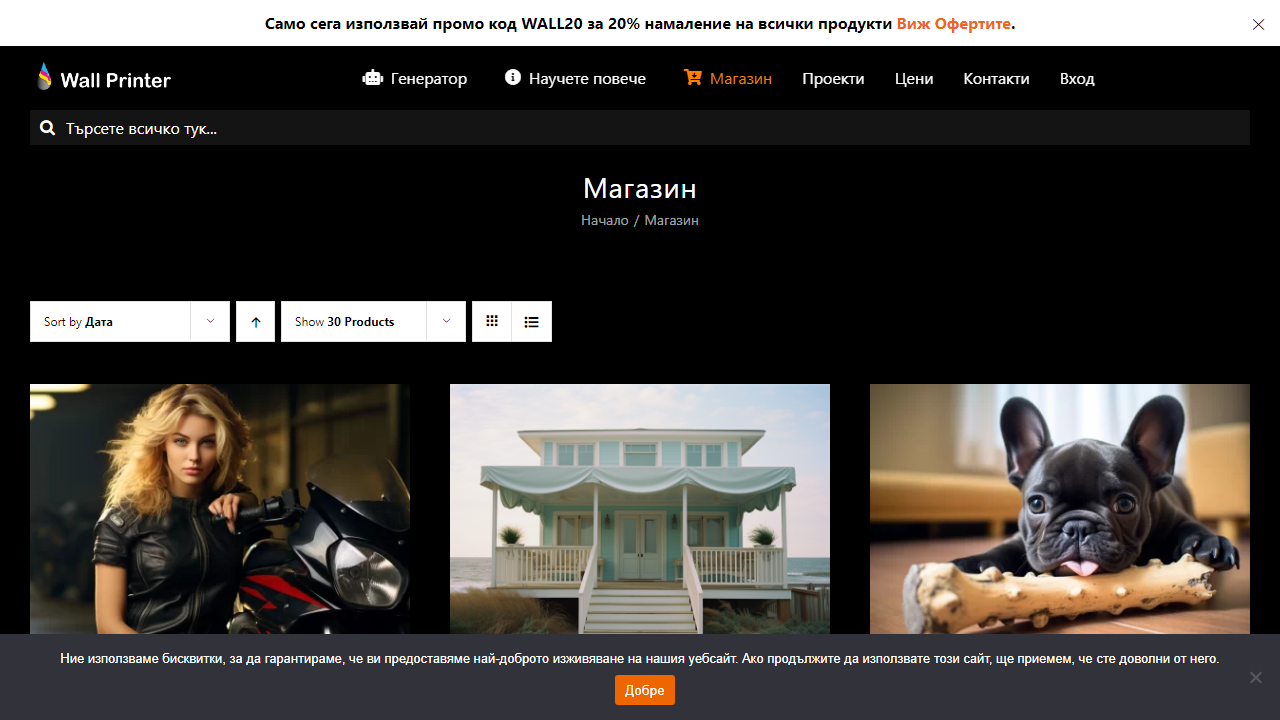 Само сега използвай промо код WALL20 за 20% намаление на всички продукти Виж Офертите.
Wall Printer
Генератор
Научете повече
Магазин
Проекти
Цени
Контакти
Вход
Търсете всичко тук...
Магазин
Начало / Магазин
Sort by Дата
Show 30 Products
Ние използваме бисквитки, за да гарантираме, че ви предоставяме най-доброто изживяване на нашия уебсайт. Ако продължите да използвате този сайт, ще приемем, че сте доволни от него.
Добре